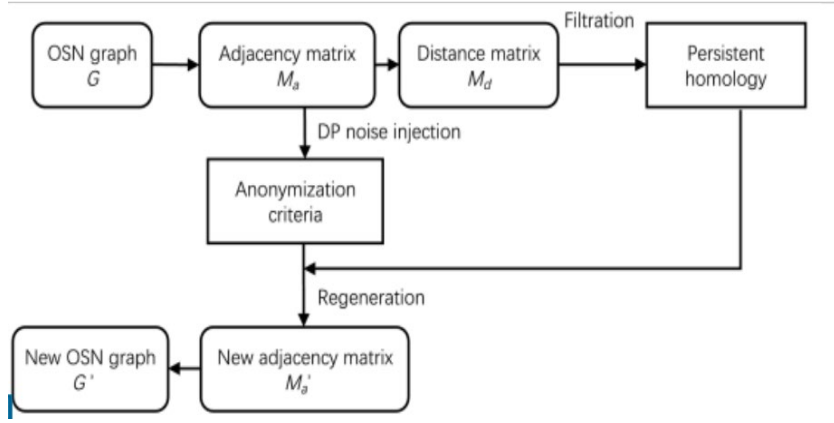 Filtration
OSN graph
G
Adjacency matrix
Mₐ
Distance matrix
M_d
Persistent
homology
DP noise injection
Anonymization
criteria
Regeneration
New OSN graph
G'
New adjacency matrix
Mₐ'